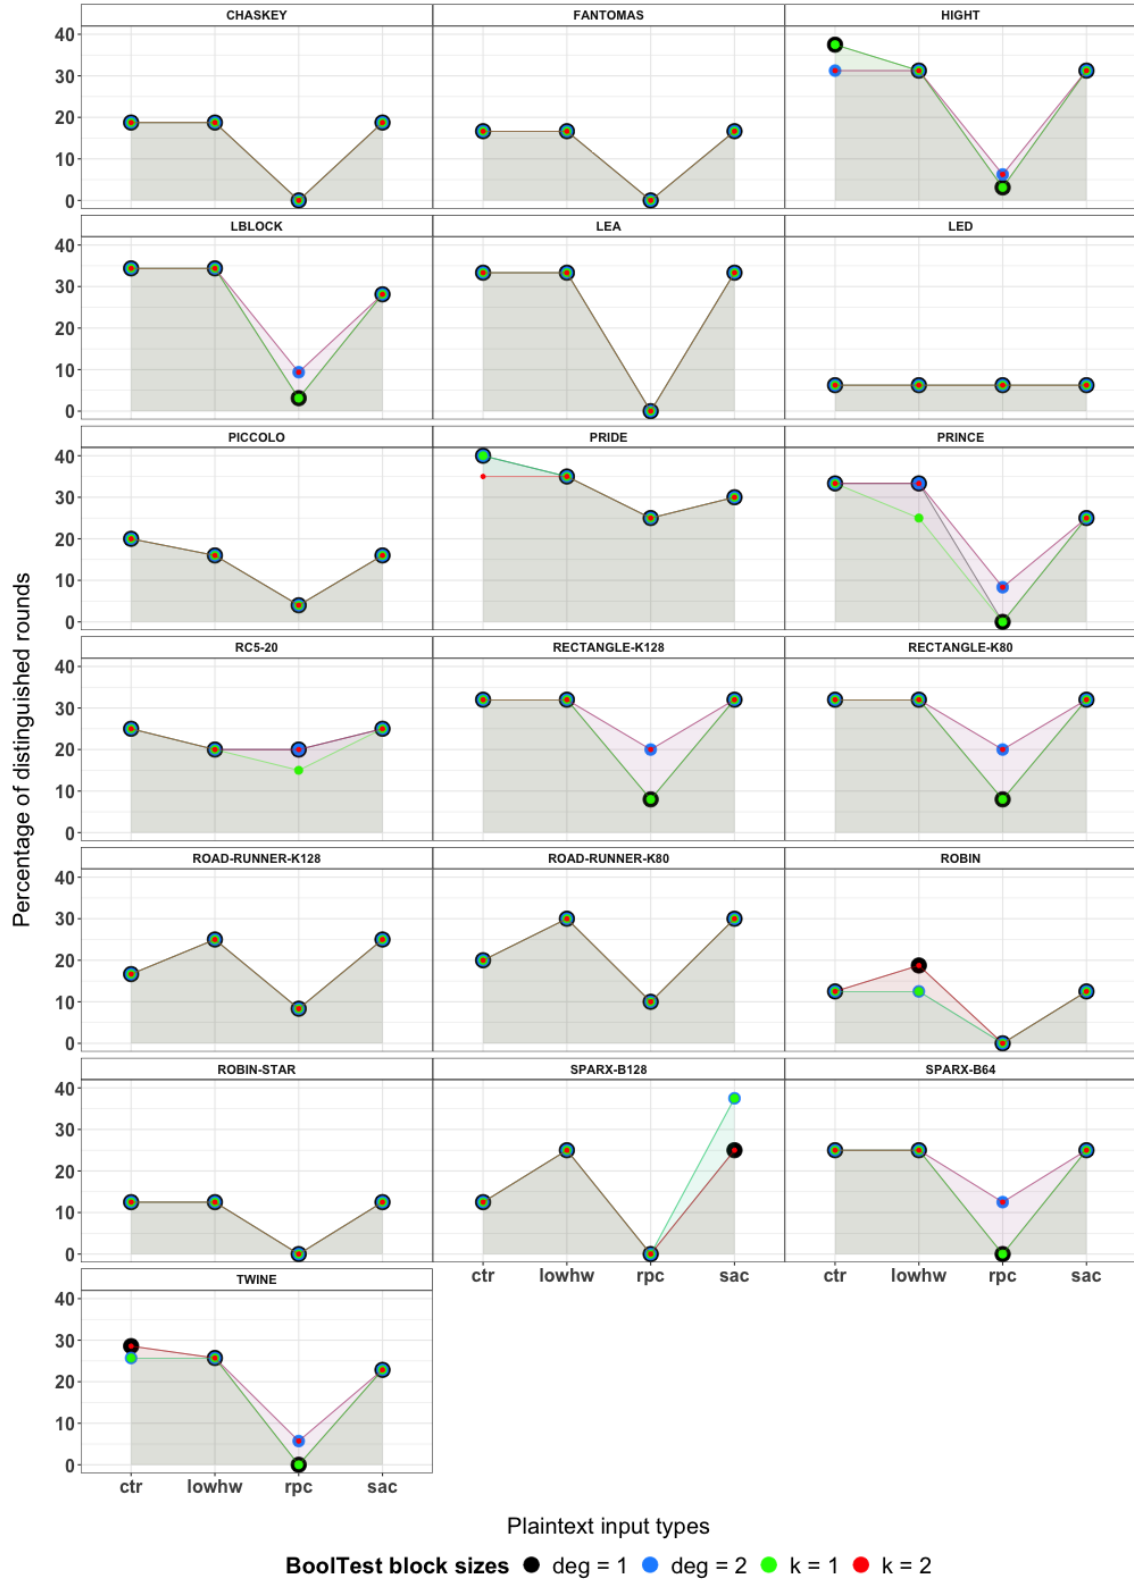 CHASKEY FANTOMAS HIGHT
40
30
20
10
0
LBLOCK LEA LED
40
30
20
10
0
PICCOLO PRIDE PRINCE
40
30
20
10
0
RC5-20 RECTANGLE-K128 RECTANGLE-K80
40
30
20
10
0
ROAD-RUNNER-K128 ROAD-RUNNER-K80 ROBIN
40
30
20
10
0
ROBIN-STAR SPARX-B128 SPARX-B64
40
30
20
10
0
ctr lowhw rpc sac ctr lowhw rpc sac
TWINE
40
30
20
10
0
ctr lowhw rpc sac
Percentage of distinguished rounds
Plaintext input types
BoolTest block sizes deg = 1 deg = 2 k = 1 k = 2